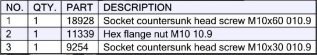 NO. QTY. PART DESCRIPTION
1 1 18928 Socket countersunk head screw M10x60 010.9
2 1 11339 Hex flange nut M10 10.9
3 1 9254 Socket countersunk head screw M10x30 010.9